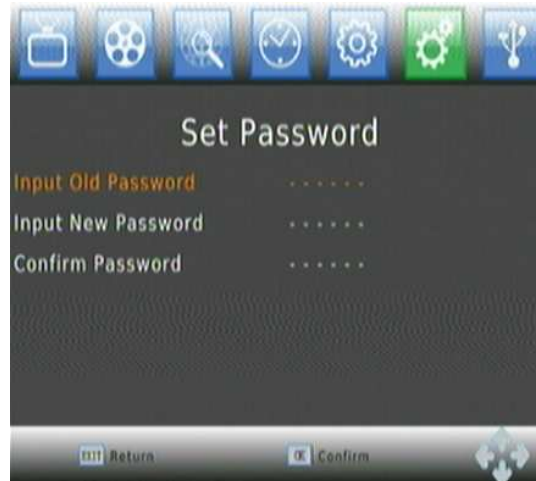 Set Password
Input Old Password ......
Input New Password ......
Confirm Password ......
EXIT Return OK Confirm